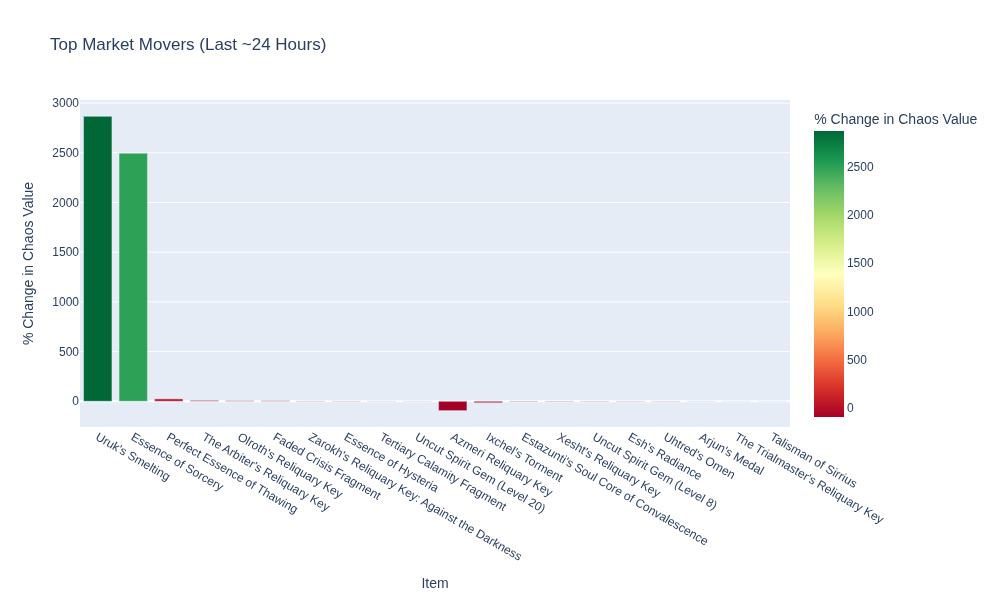 Top Market Movers (Last ~24 Hours)
% Change in Chaos Value
3000
2500
2000
1500
1000
500
0
% Change in Chaos Value
2500
2000
1500
1000
500
0
Uruk's Smelting
Essence of Sorcery
Perfect Essence of Thawing
The Arbiter's Reliquary Key
Olroth's Reliquary Key
Faded Crisis Fragment
Zarokh's Reliquary Key: Against the Darkness
Essence of Hysteria
Tertiary Calamity Fragment
Uncut Spirit Gem (Level 20)
Azmeri Reliquary Key
Ixchel's Torment
Estazunti's Soul Core of Convalescence
Xesht's Reliquary Key
Uncut Spirit Gem (Level 8)
Esh's Radiance
Uhtred's Omen
Arjun's Medal
The Trialmaster's Reliquary Key
Talisman of Sirrius
Item